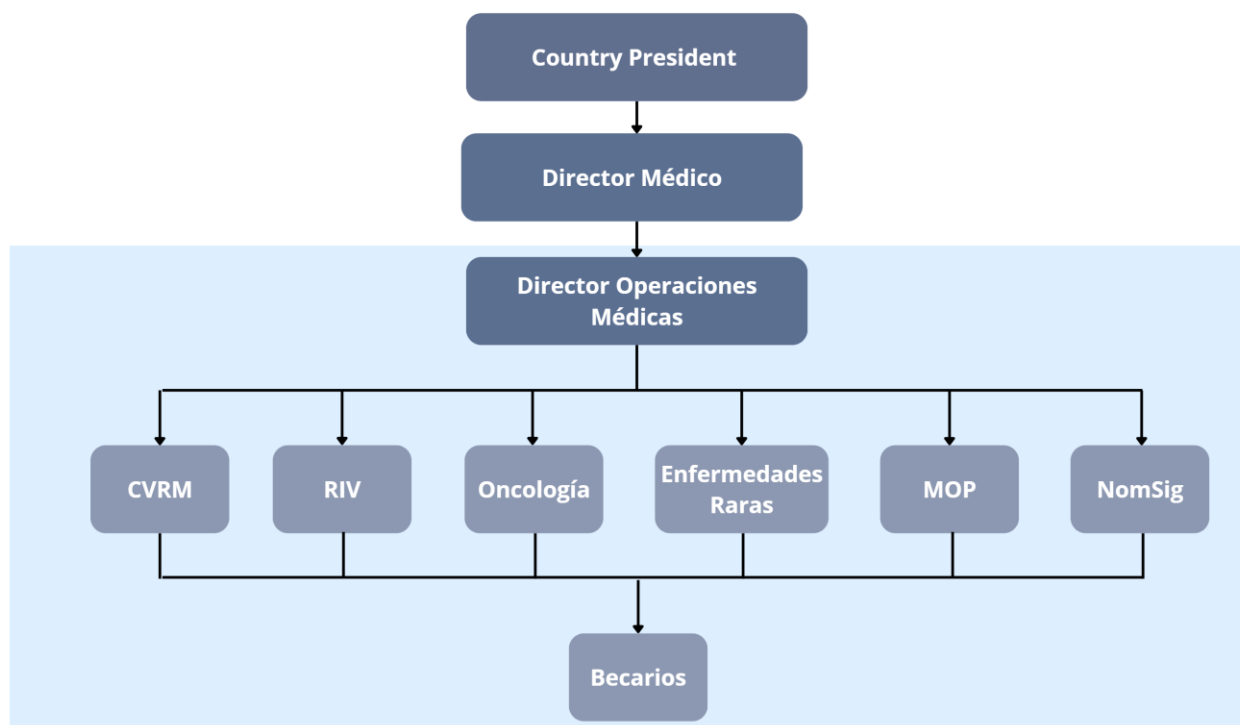 Country President
Director Médico
Director Operaciones
Médicas
CVRM
RIV
Oncología
Enfermedades
Raras
MOP
NomSig
Becarios